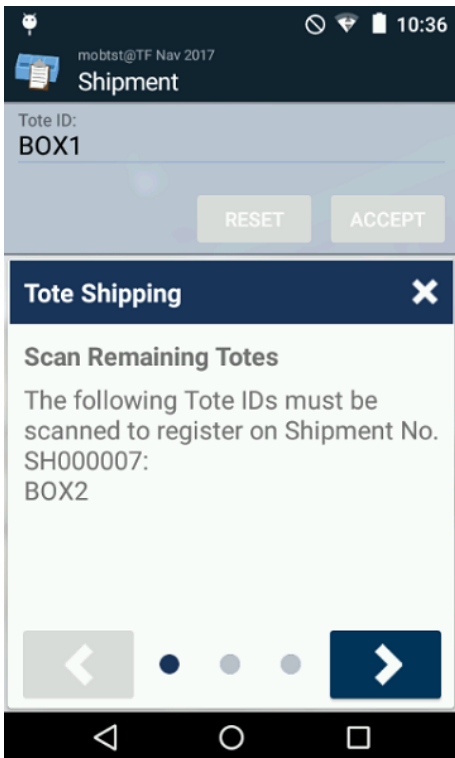 10:36
mobtst@TF Nav 2017
Shipment
Tote ID:
BOX1
RESET ACCEPT
Tote Shipping
Scan Remaining Totes
The following Tote IDs must be
scanned to register on Shipment No.
SH000007:
BOX2